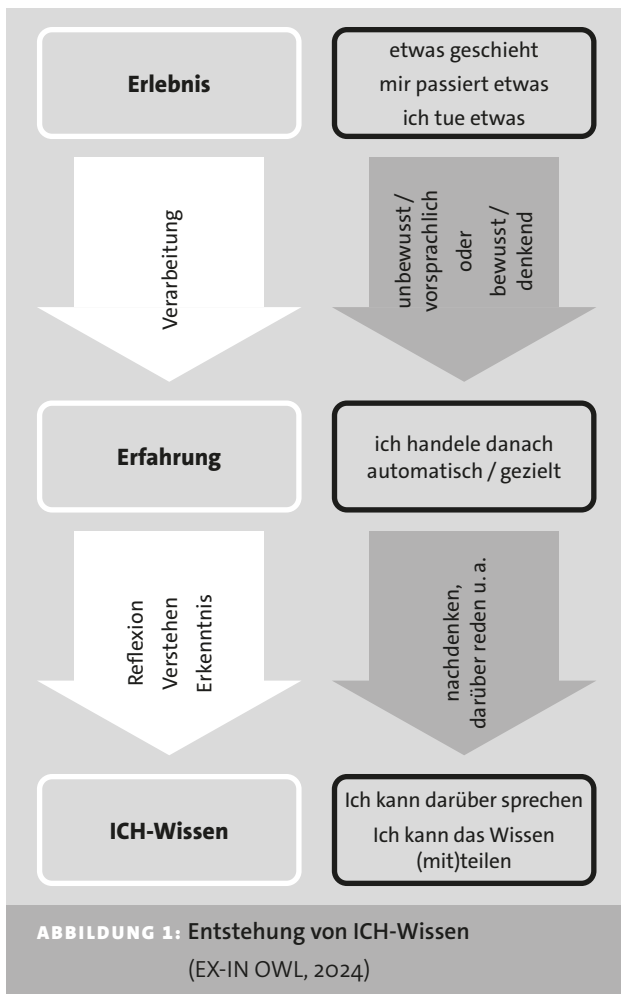 Erlebnis
etwas geschieht
mir passiert etwas
ich tue etwas
Verarbeitung
unbewusst /
vorsprachlich
oder
bewusst /
denkend
Erfahrung
ich handele danach
automatisch / gezielt
Reflexion
Verstehen
Erkenntnis
nachdenken,
darüber reden u. a.
ICH-Wissen
Ich kann darüber sprechen
Ich kann das Wissen
(mit)teilen
ABBILDUNG 1: Entstehung von ICH-Wissen
(EX-IN OWL, 2024)